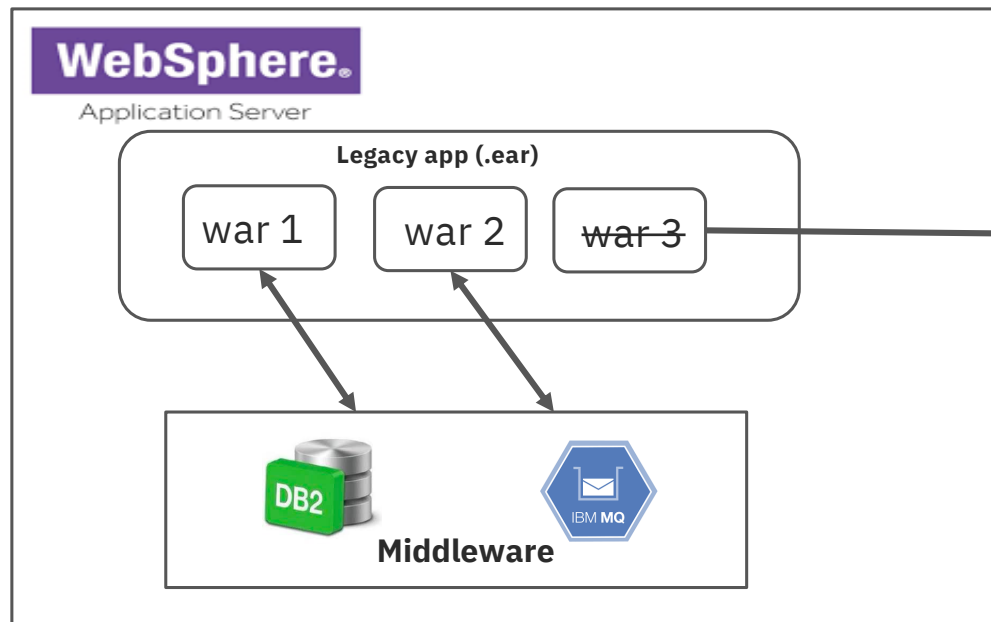 WebSphere®
Application Server
Legacy app (.ear)
war 1
war 2
war 3
DB2
IBM MQ
Middleware